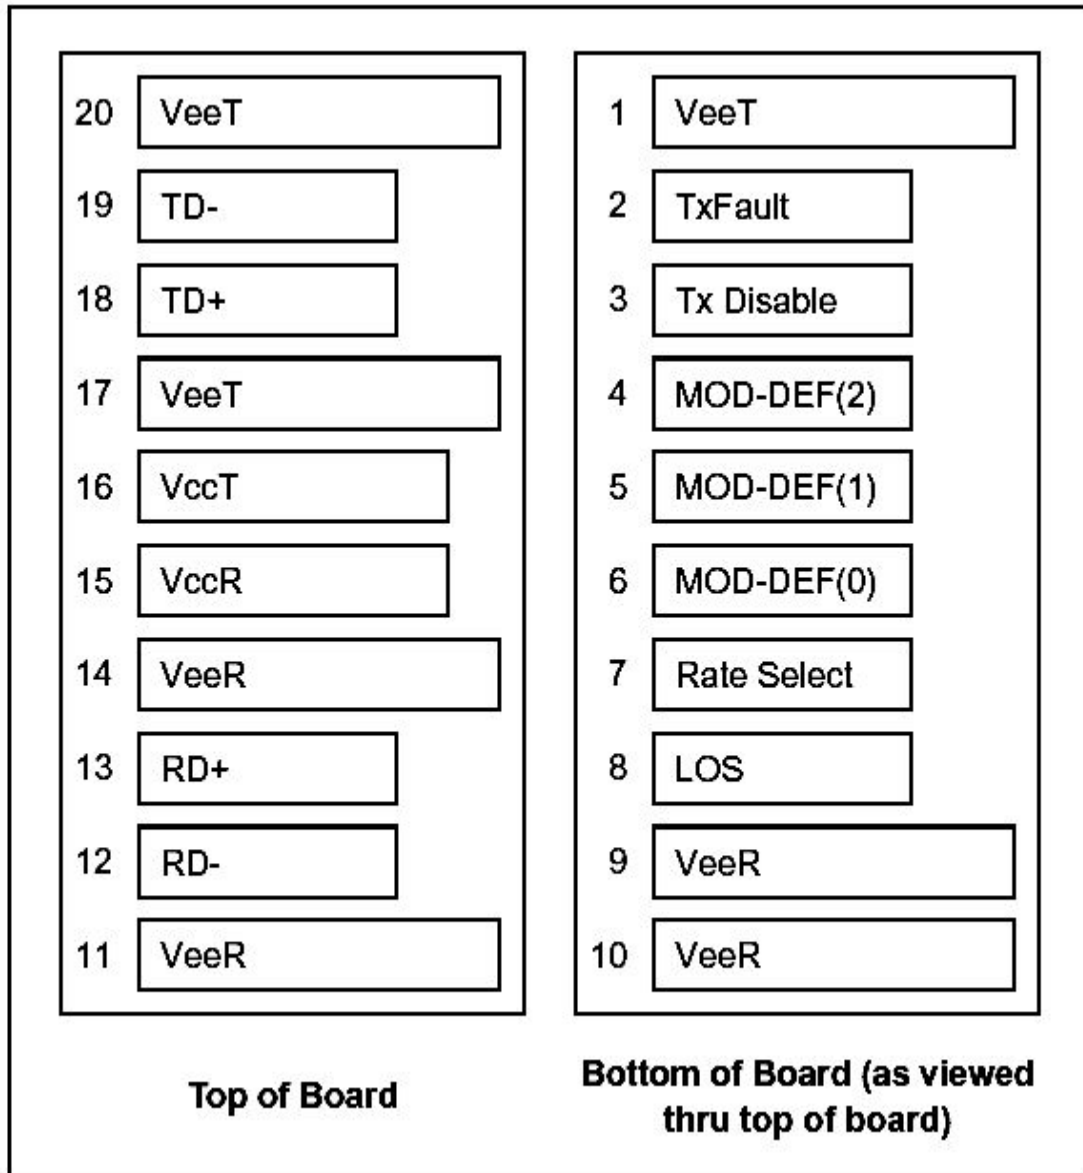 20 VeeT
19 TD-
18 TD+
17 VeeT
16 VccT
15 VccR
14 VeeR
13 RD+
12 RD-
11 VeeR
Top of Board
1 VeeT
2 TxFault
3 Tx Disable
4 MOD-DEF(2)
5 MOD-DEF(1)
6 MOD-DEF(0)
7 Rate Select
8 LOS
9 VeeR
10 VeeR
Bottom of Board (as viewed
thru top of board)